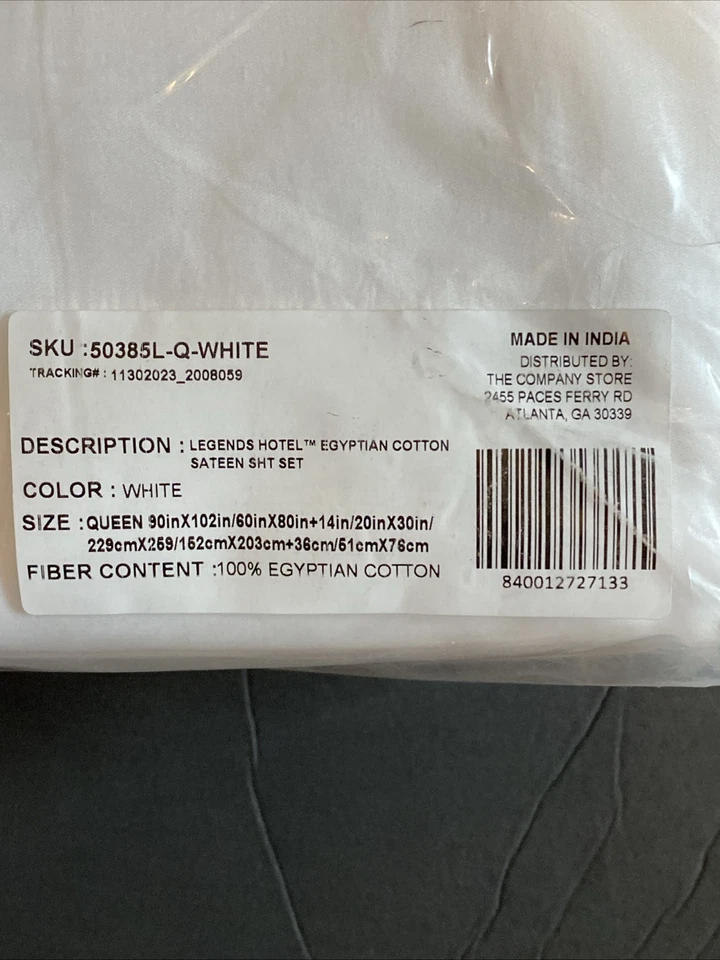 SKU :50385L-Q-WHITE
TRACKING# : 11302023_2008059
MADE IN INDIA
DISTRIBUTED BY:
THE COMPANY STORE
2455 PACES FERRY RD
ATLANTA, GA 30339
DESCRIPTION : LEGENDS HOTEL™ EGYPTIAN COTTON
SATEEN SHT SET
COLOR : WHITE
SIZE :QUEEN 90inX102in/60inX80in+14in/20inX30in/
229cmX259/152cmX203cm+36cm/51cmX76cm
FIBER CONTENT :100% EGYPTIAN COTTON
840012727133